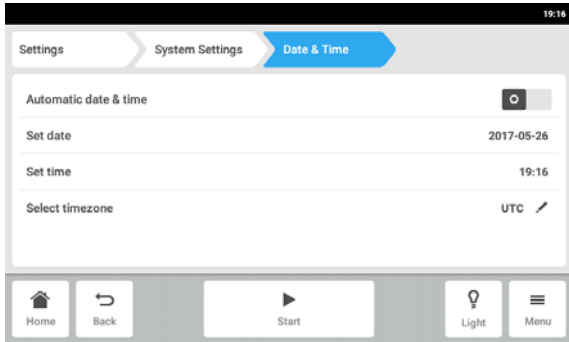 19:16
Settings System Settings Date & Time
Automatic date & time
Set date 2017-05-26
Set time 19:16
Select timezone UTC
Home Back Start Light Menu